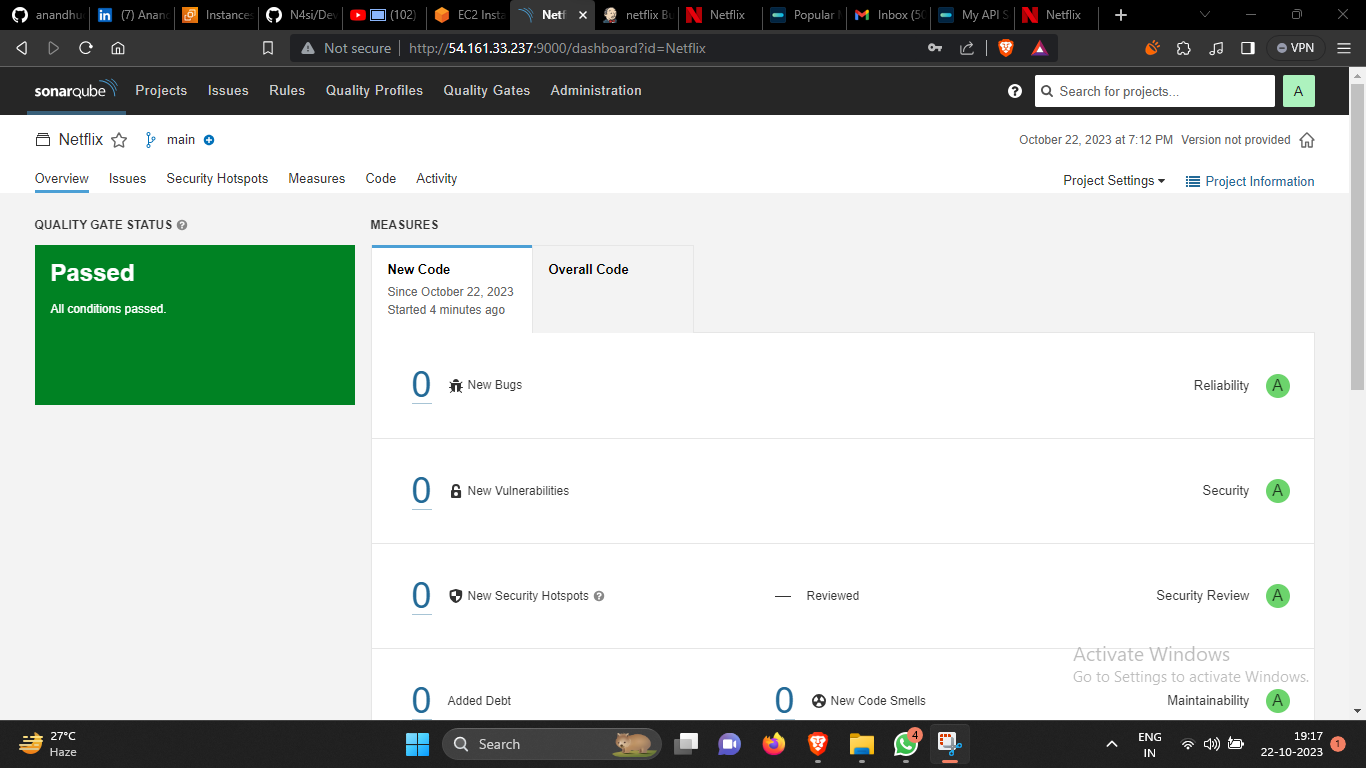 anandhu
(7) Anand
Instances
N4si/Dev
(102)
EC2 Insta
Netf
netflix Bu
Netflix
Popular M
Inbox (50
My API S
Netflix
Not secure
http://54.161.33.237:9000/dashboard?id=Netflix
VPN
sonarqube
Projects
Issues
Rules
Quality Profiles
Quality Gates
Administration
Search for projects...
A
Netflix
main
October 22, 2023 at 7:12 PM Version not provided
Overview
Issues
Security Hotspots
Measures
Code
Activity
Project Settings
Project Information
QUALITY GATE STATUS
MEASURES
Passed
All conditions passed.
New Code
Since October 22, 2023
Started 4 minutes ago
Overall Code
0 New Bugs
Reliability A
0 New Vulnerabilities
Security A
0 New Security Hotspots
— Reviewed
Security Review A
0 Added Debt
0 New Code Smells
Maintainability A
Activate Windows
Go to Settings to activate Windows.
27°C
Haze
Search
4
ENG
IN
19:17
22-10-2023
1